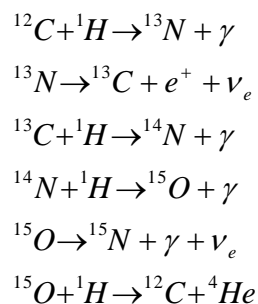 ¹²C+¹H→¹³N + γ
¹³N→¹³C + e⁺ + νₑ
¹³C+¹H→¹⁴N + γ
¹⁴N+¹H→¹⁵O + γ
¹⁵O→¹⁵N + γ + νₑ
¹⁵O+¹H→¹²C+⁴He